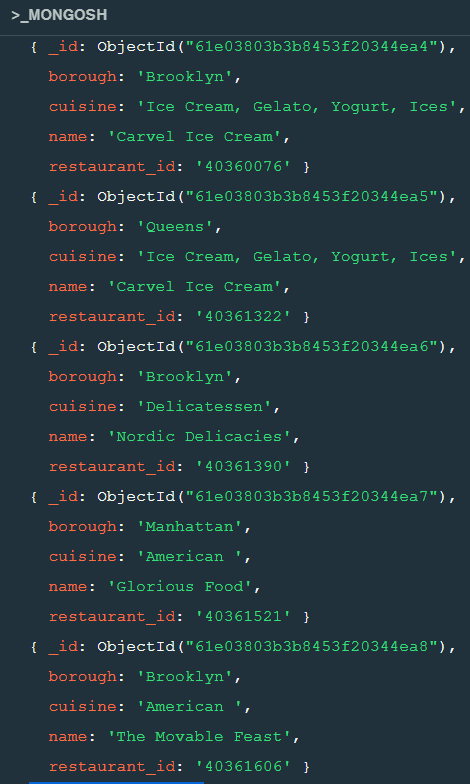 >_MONGOSH
{ _id: ObjectId("61e03803b3b8453f20344ea4"),
borough: 'Brooklyn',
cuisine: 'Ice Cream, Gelato, Yogurt, Ices',
name: 'Carvel Ice Cream',
restaurant_id: '40360076' }
{ _id: ObjectId("61e03803b3b8453f20344ea5"),
borough: 'Queens',
cuisine: 'Ice Cream, Gelato, Yogurt, Ices',
name: 'Carvel Ice Cream',
restaurant_id: '40361322' }
{ _id: ObjectId("61e03803b3b8453f20344ea6"),
borough: 'Brooklyn',
cuisine: 'Delicatessen',
name: 'Nordic Delicacies',
restaurant_id: '40361390' }
{ _id: ObjectId("61e03803b3b8453f20344ea7"),
borough: 'Manhattan',
cuisine: 'American ',
name: 'Glorious Food',
restaurant_id: '40361521' }
{ _id: ObjectId("61e03803b3b8453f20344ea8"),
borough: 'Brooklyn',
cuisine: 'American ',
name: 'The Movable Feast',
restaurant_id: '40361606' }